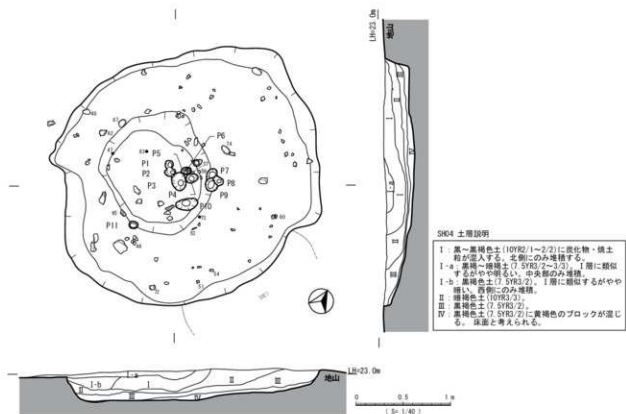 LH=23.0m
地山
P6
P5
P1
P2
P3
P4
P7
P8
P9
P10
P11
SH04 土層説明
Ⅰ：黒～黒褐色土(10YR2/1～2/2)に炭化物・焼土
粒が混入する。北側にのみ堆積する。
Ⅰ-a：黒褐～暗褐土(7.5YR3/2～3/3)。Ⅰ層に類似
するがやや明るい。中央部のみ堆積。
Ⅰ-b：黒褐色土(7.5YR3/2)。Ⅰ層に類似するがやや
暗い。西側にのみ堆積。
Ⅱ：暗褐色土(10YR3/3)。
Ⅲ：黒褐色土(7.5YR3/2)。
Ⅳ：黒褐色土(7.5YR3/2)に黄褐色のブロックが混じ
る。床面と考えられる。
Ⅰ-a
Ⅰ-b
Ⅰ
Ⅱ
Ⅲ
Ⅱ
Ⅲ
Ⅳ
地山
LH=23.0m
0 0.5 1 m
( S= 1/40 )